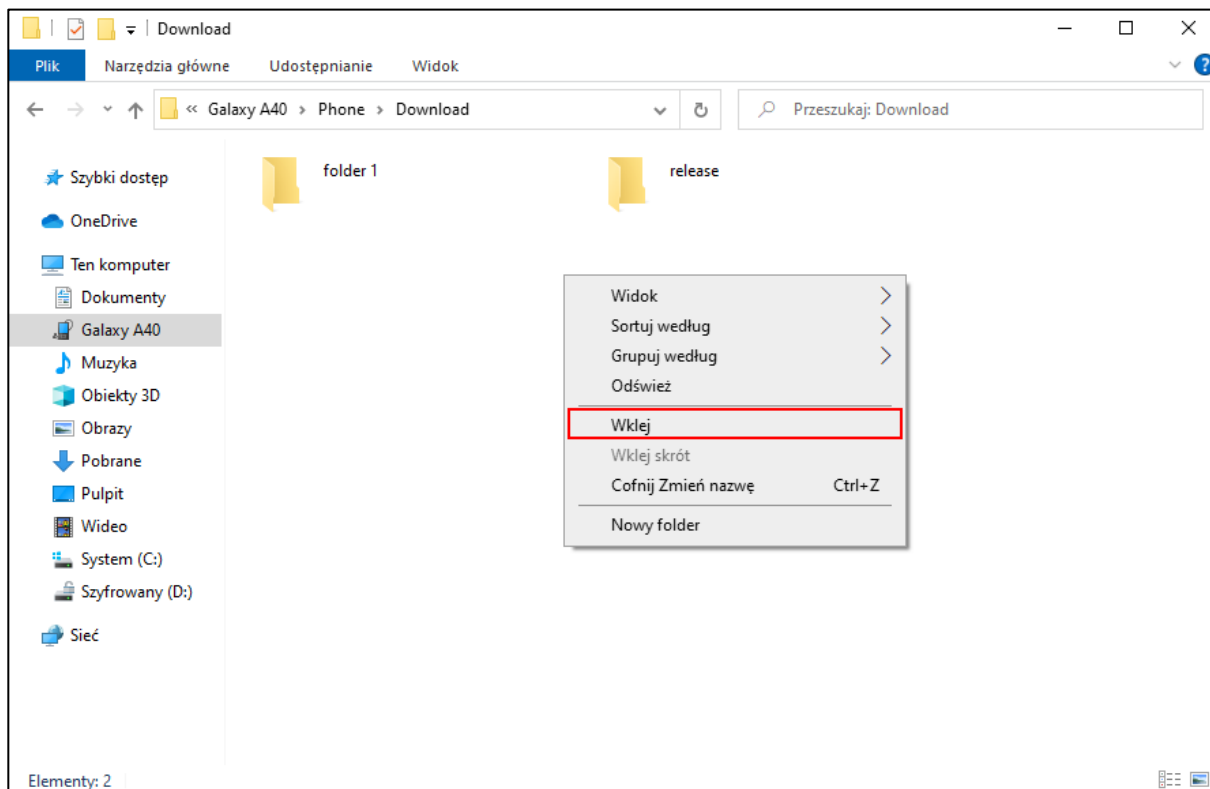 Download
Plik Narzędzia główne Udostępnianie Widok
?
« Galaxy A40 > Phone > Download
Przeszukaj: Download
Szybki dostęp
OneDrive
Ten komputer
Dokumenty
Galaxy A40
Muzyka
Obiekty 3D
Obrazy
Pobrane
Pulpit
Wideo
System (C:)
Szyfrowany (D:)
Sieć
folder 1
release
Widok
Sortuj według
Grupuj według
Odśwież
Wklej
Wklej skrót
Cofnij Zmień nazwę Ctrl+Z
Nowy folder
Elementy: 2